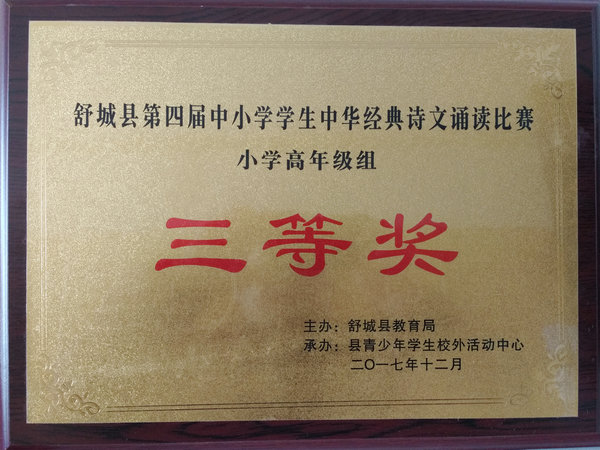 舒城县第四届中小学学生中华经典诗文诵读比赛
小学高年级组
三等奖
主办：舒城县教育局
承办：县青少年学生校外活动中心
二〇一七年十二月